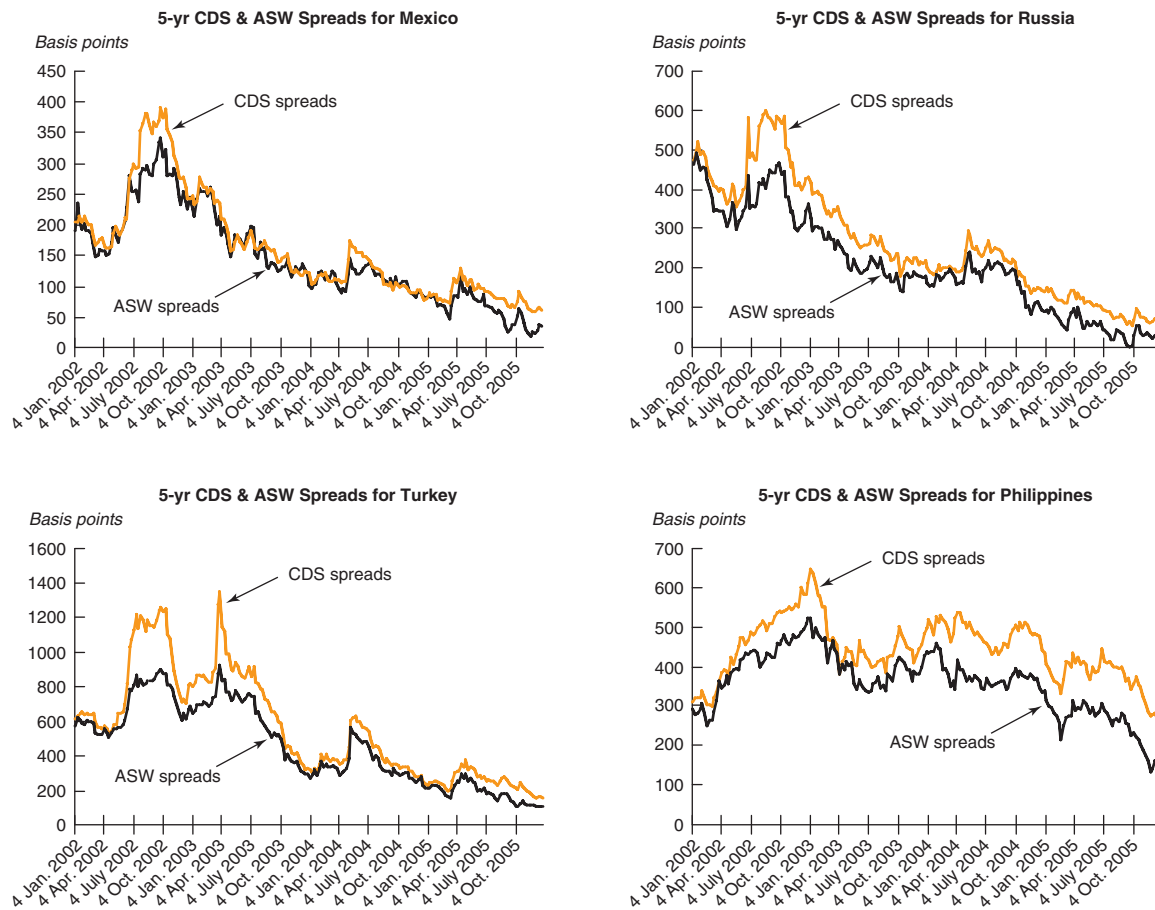 5-yr CDS & ASW Spreads for Mexico
Basis points
450
400
350
300
250
200
150
100
50
0
CDS spreads
ASW spreads
4 Jan. 2002
4 Apr. 2002
4 July 2002
4 Oct. 2002
4 Jan. 2003
4 Apr. 2003
4 July 2003
4 Oct. 2003
4 Jan. 2004
4 Apr. 2004
4 July 2004
4 Oct. 2004
4 Jan. 2005
4 Apr. 2005
4 July 2005
4 Oct. 2005
5-yr CDS & ASW Spreads for Russia
Basis points
700
600
500
400
300
200
100
0
CDS spreads
ASW spreads
4 Jan. 2002
4 Apr. 2002
4 July 2002
4 Oct. 2002
4 Jan. 2003
4 Apr. 2003
4 July 2003
4 Oct. 2003
4 Jan. 2004
4 Apr. 2004
4 July 2004
4 Oct. 2004
4 Jan. 2005
4 Apr. 2005
4 July 2005
4 Oct. 2005
5-yr CDS & ASW Spreads for Turkey
Basis points
1600
1400
1200
1000
800
600
400
200
0
CDS spreads
ASW spreads
4 Jan. 2002
4 Apr. 2002
4 July 2002
4 Oct. 2002
4 Jan. 2003
4 Apr. 2003
4 July 2003
4 Oct. 2003
4 Jan. 2004
4 Apr. 2004
4 July 2004
4 Oct. 2004
4 Jan. 2005
4 Apr. 2005
4 July 2005
4 Oct. 2005
5-yr CDS & ASW Spreads for Philippines
Basis points
700
600
500
400
300
200
100
0
CDS spreads
ASW spreads
4 Jan. 2002
4 Apr. 2002
4 July 2002
4 Oct. 2002
4 Jan. 2003
4 Apr. 2003
4 July 2003
4 Oct. 2003
4 Jan. 2004
4 Apr. 2004
4 July 2004
4 Oct. 2004
4 Jan. 2005
4 Apr. 2005
4 July 2005
4 Oct. 2005